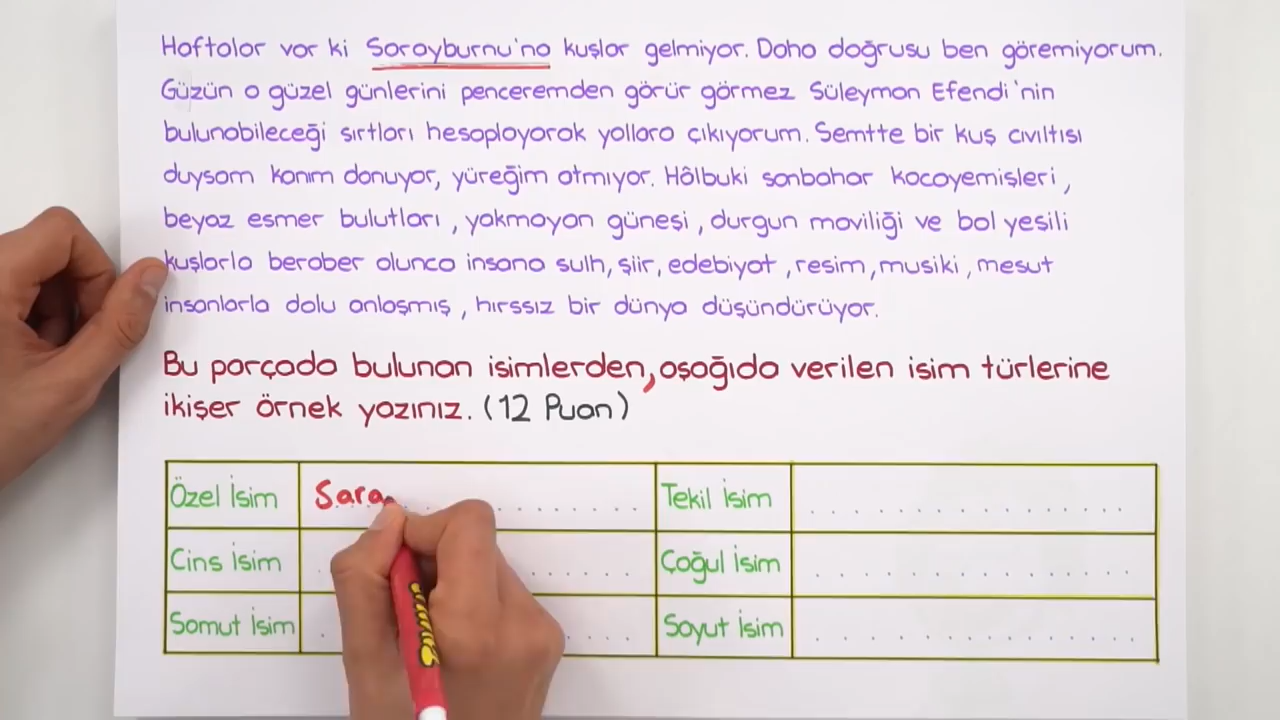 Haftalar var ki Sarayburnu'na kuşlar gelmiyor. Daha doğrusu ben göremiyorum.
Güzün o güzel günlerini penceremden görür görmez Süleyman Efendi'nin
bulunabileceği sırtları hesaplayarak yollara çıkıyorum. Semtte bir kuş cıvıltısı
duysam kanım donuyor, yüreğim atmıyor. Hâlbuki sonbahar kocayemişleri,
beyaz esmer bulutları, yakmayan güneşi, durgun maviliği ve bol yeşili
kuşlarla beraber olunca insana sulh, şiir, edebiyat, resim, musiki, mesut
insanlarla dolu anlaşmış, hırssız bir dünya düşündürüyor.
Bu parçada bulunan isimlerden, aşağıda verilen isim türlerine
ikişer örnek yazınız. (12 Puan)
Özel İsim Sara Tekil İsim
Cins İsim Çoğul İsim
Somut İsim Soyut İsim